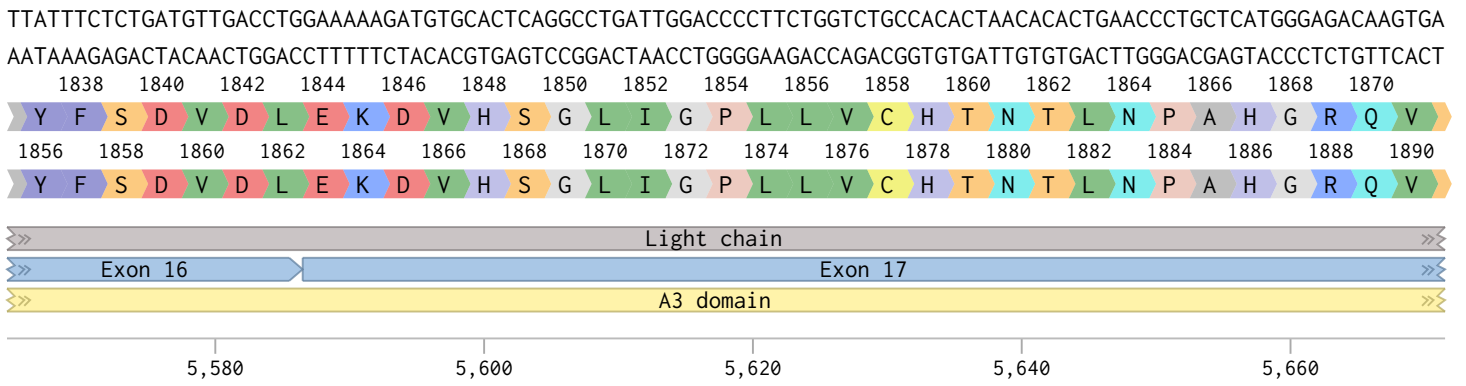 TTATTTCTCTGATGTTGACCTGGAAAAAGATGTGCACTCAGGCCTGATTGGACCCCTTCTGGTCTGCCACACTAACACACTGAACCCTGCTCATGGGAGACAAGTGA
AATAAAGAGACTACAACTGGACCTTTTTCTACACGTGAGTCCGGACTAACCTGGGGAAGACCAGACGGTGTGATTGTGTGACTTGGGACGAGTACCCTCTGTTCACT
1838 1840 1842 1844 1846 1848 1850 1852 1854 1856 1858 1860 1862 1864 1866 1868 1870
Y F S D V D L E K D V H S G L I G P L L V C H T N T L N P A H G R Q V
1856 1858 1860 1862 1864 1866 1868 1870 1872 1874 1876 1878 1880 1882 1884 1886 1888 1890
Y F S D V D L E K D V H S G L I G P L L V C H T N T L N P A H G R Q V
Light chain
Exon 16 Exon 17
A3 domain
5,580 5,600 5,620 5,640 5,660